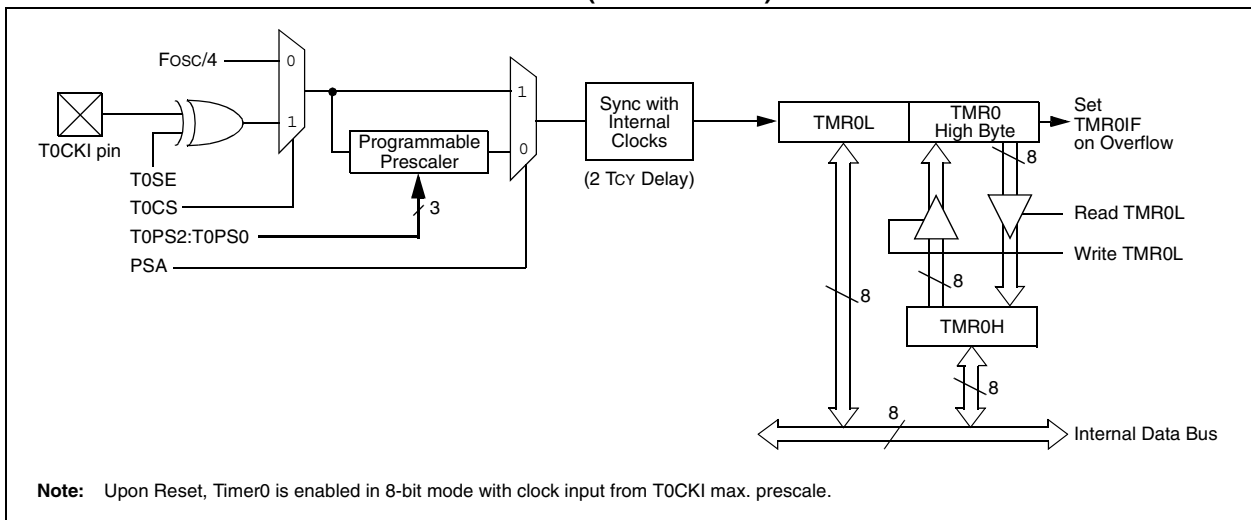 FOSC/4
0
1
T0CKI pin
T0SE
T0CS
T0PS2:T0PS0
PSA
Programmable
Prescaler
3
1
0
Sync with
Internal
Clocks
(2 TCY Delay)
TMR0L
TMR0
High Byte
Set
TMR0IF
on Overflow
8
Read TMR0L
Write TMR0L
8
8
TMR0H
8
8
Internal Data Bus
Note: Upon Reset, Timer0 is enabled in 8-bit mode with clock input from T0CKI max. prescale.